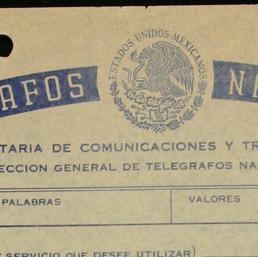 ESTADOS UNIDOS MEXICANOS
AFOS N
TARIA DE COMUNICACIONES Y TR
ECCION GENERAL DE TELEGRAFOS NA
PALABRAS VALORES
SERVICIO QUE DESEE UTILIZAR)